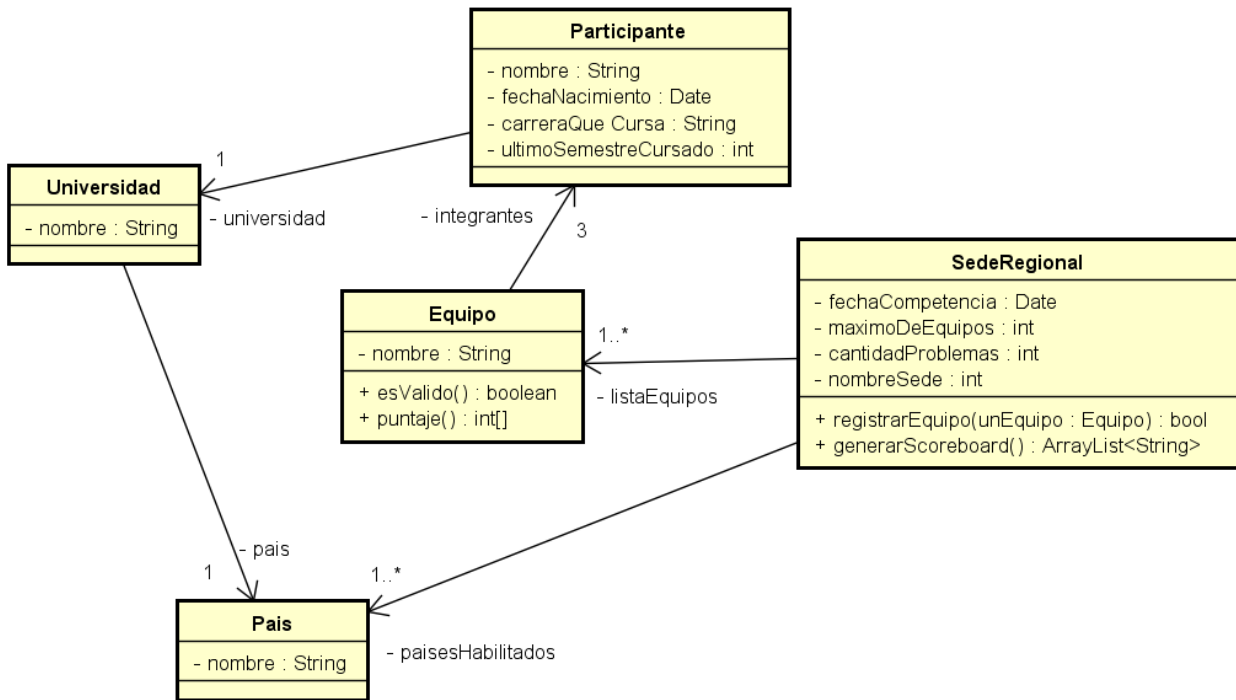 Participante
- nombre : String
- fechaNacimiento : Date
- carreraQue Cursa : String
- ultimoSemestreCursado : int
1
Universidad
- nombre : String
- universidad
- integrantes
3
SedeRegional
- fechaCompetencia : Date
- maximoDeEquipos : int
- cantidadProblemas : int
- nombreSede : int
+ registrarEquipo(unEquipo : Equipo) : bool
+ generarScoreboard() : ArrayList<String>
Equipo
- nombre : String
+ esValido() : boolean
+ puntaje() : int[]
1..*
- listaEquipos
- pais
1
1..*
Pais
- nombre : String
- paisesHabilitados